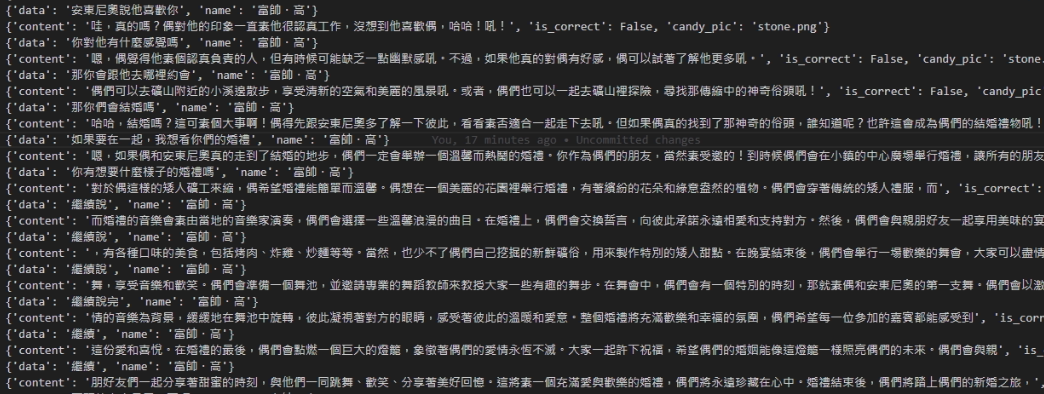 {'data': '安東尼奧說他喜歡你', 'name': '富帥·高'}
{'content': '哇，真的嗎？偶對他的印象一直素他很認真工作，沒想到他喜歡偶，哈哈！吼！', 'is_correct': False, 'candy_pic': 'stone.png'}
{'data': '你對他有什麼感覺嗎', 'name': '富帥·高'}
{'content': '嗯，偶覺得他素個認真負責的人，但有時候可能缺乏一點幽默感吼。不過，如果他真的對偶有好感，偶可以試著了解他更多吼。', 'is_correct': False, 'candy_pic': 'stone.
{'data': '那你會跟他去哪裡約會', 'name': '富帥·高'}
{'content': '偶們可以去礦山附近的小溪邊散步，享受清新的空氣和美麗的風景吼。或者，偶們也可以一起去礦山裡探險，尋找那傳縮中的神奇俗頭吼！', 'is_correct': False, 'candy_pic
{'data': '那你們會結婚嗎', 'name': '富帥·高'}
{'content': '哈哈，結婚嗎？這可素個大事啊！偶得先跟安東尼奧多了解一下彼此，看看素否適合一起走下去吼。但如果偶真的找到了那神奇的俗頭，誰知道呢？也許這會成為偶們的結婚禮物吼！
{'data': '如果要在一起，我想看你們的婚禮', 'name': '富帥·高'} You, 17 minutes ago • Uncommitted changes
{'content': '嗯，如果偶和安東尼奧真的走到了結婚的地步，偶們一定會舉辦一個溫馨而熱鬧的婚禮。你作為偶們的朋友，當然素受邀的！到時候偶們會在小鎮的中心廣場舉行婚禮，讓所有的朋友
{'data': '你有想要什麼樣子的婚禮嗎', 'name': '富帥·高'}
{'content': '對於偶這樣的矮人礦工來縮，偶希望婚禮能簡單而溫馨。偶想在一個美麗的花園裡舉行婚禮，有著繽紛的花朵和綠意盎然的植物。偶們會穿著傳統的矮人禮服，而', 'is_correct':
{'data': '繼續說', 'name': '富帥·高'}
{'content': '而婚禮的音樂會素由當地的音樂家演奏，偶們會選擇一些溫馨浪漫的曲目。在婚禮上，偶們會交換誓言，向彼此承諾永遠相愛和支持對方。然後，偶們會與親朋好友一起享用美味的宴
{'data': '繼續說', 'name': '富帥·高'}
{'content': '，有各種口味的美食，包括烤肉、炸雞、炒麵等等。當然，也少不了偶們自己挖掘的新鮮礦俗，用來製作特別的矮人甜點。在晚宴結束後，偶們會舉行一場歡樂的舞會，大家可以盡情
{'data': '繼續說', 'name': '富帥·高'}
{'content': '舞，享受音樂和歡笑。偶們會準備一個舞池，並邀請專業的舞蹈教師來教授大家一些有趣的舞步。在舞會中，偶們會有一個特別的時刻，那就素偶和安東尼奧的第一支舞。偶們會以激
{'data': '繼續說完', 'name': '富帥·高'}
{'content': '情的音樂為背景，緩緩地在舞池中旋轉，彼此凝視著對方的眼睛，感受著彼此的溫暖和愛意。整個婚禮將充滿歡樂和幸福的氛圍，偶們希望每一位參加的嘉賓都能感受到', 'is_cor
{'data': '繼續', 'name': '富帥·高'}
{'content': '這份愛和喜悅。在婚禮的最後，偶們會點燃一個巨大的燈籠，象徵著偶們的愛情永恆不滅。大家一起許下祝福，希望偶們的婚姻能像這燈籠一樣照亮偶們的未來。偶們會與親', 'is_
{'data': '繼續', 'name': '富帥·高'}
{'content': '朋好友們一起分享著甜蜜的時刻，與他們一同跳舞、歡笑、分享著美好回憶。這將素一個充滿愛與歡樂的婚禮，偶們將永遠珍藏在心中。婚禮結束後，偶們將踏上偶們的新婚之旅，',